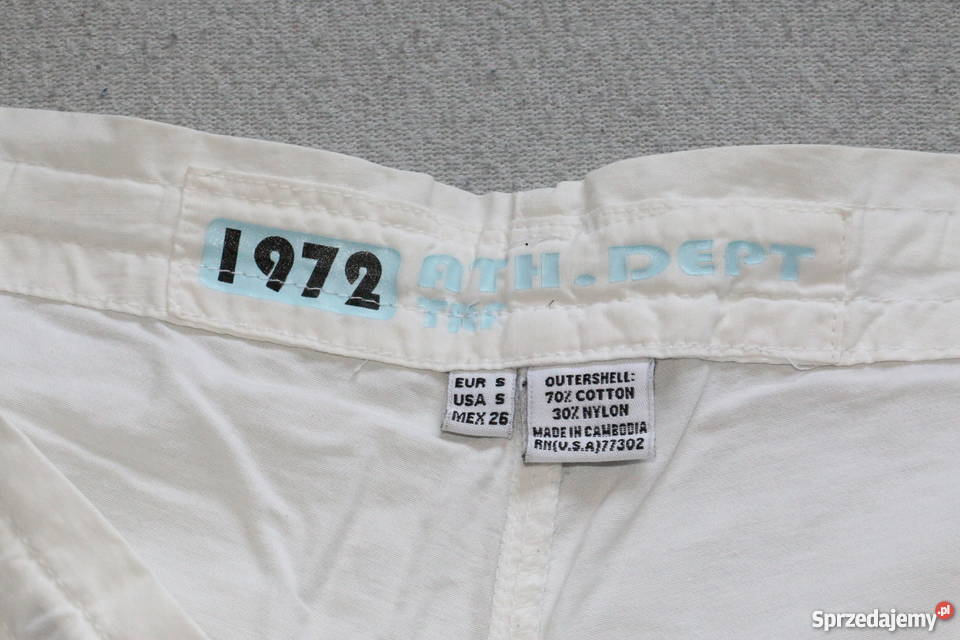 1972 ATH.DEPT
EUR S
USA S
MEX 26
OUTERSHELL:
70% COTTON
30% NYLON
MADE IN CAMBODIA
RN(U.S.A)77302
Sprzedajemy.pl